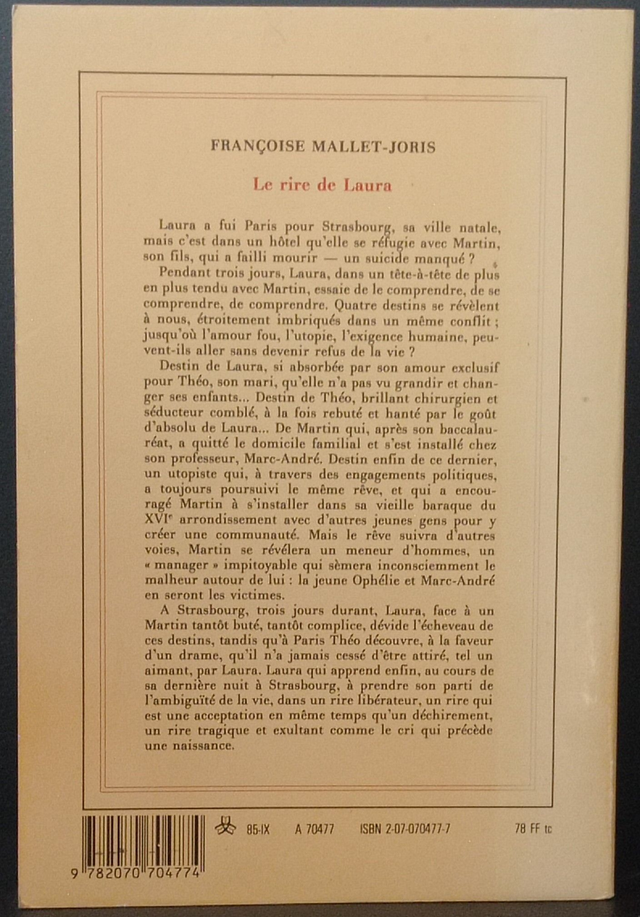 FRANÇOISE MALLET-JORIS
Le rire de Laura
Laura a fui Paris pour Strasbourg, sa ville natale,
mais c'est dans un hôtel qu'elle se réfugie avec Martin,
son fils, qui a failli mourir — un suicide manqué ?
Pendant trois jours, Laura, dans un tête-à-tête de plus
en plus tendu avec Martin, essaie de le comprendre, de se
comprendre, de comprendre. Quatre destins se révèlent
à nous, étroitement imbriqués dans un même conflit ;
jusqu'où l'amour fou, l'utopie, l'exigence humaine, peu-
vent-ils aller sans devenir refus de la vie ?
Destin de Laura, si absorbée par son amour exclusif
pour Théo, son mari, qu'elle n'a pas vu grandir et chan-
ger ses enfants... Destin de Théo, brillant chirurgien et
séducteur comblé, à la fois rebuté et hanté par le goût
d'absolu de Laura... De Martin qui, après son baccalau-
réat, a quitté le domicile familial et s'est installé chez
son professeur, Marc-André. Destin enfin de ce dernier,
un utopiste qui, à travers des engagements politiques,
a toujours poursuivi le même rêve, et qui a encou-
ragé Martin à s'installer dans sa vieille baraque du
XVIe arrondissement avec d'autres jeunes gens pour y
créer une communauté. Mais le rêve suivra d'autres
voies, Martin se révélera un meneur d'hommes, un
« manager » impitoyable qui sèmera inconsciemment le
malheur autour de lui : la jeune Ophélie et Marc-André
en seront les victimes.
A Strasbourg, trois jours durant, Laura, face à un
Martin tantôt buté, tantôt complice, dévide l'écheveau de
ces destins, tandis qu'à Paris Théo découvre, à la faveur
d'un drame, qu'il n'a jamais cessé d'être attiré, tel un
aimant, par Laura. Laura qui apprend enfin, au cours de
sa dernière nuit à Strasbourg, à prendre son parti de
l'ambiguïté de la vie, dans un rire libérateur, un rire qui
est une acceptation en même temps qu'un déchirement,
un rire tragique et exultant comme le cri qui précède
une naissance.
85-IX A 70477 ISBN 2-07-070477-7 78 FF tc
9 782070 704774